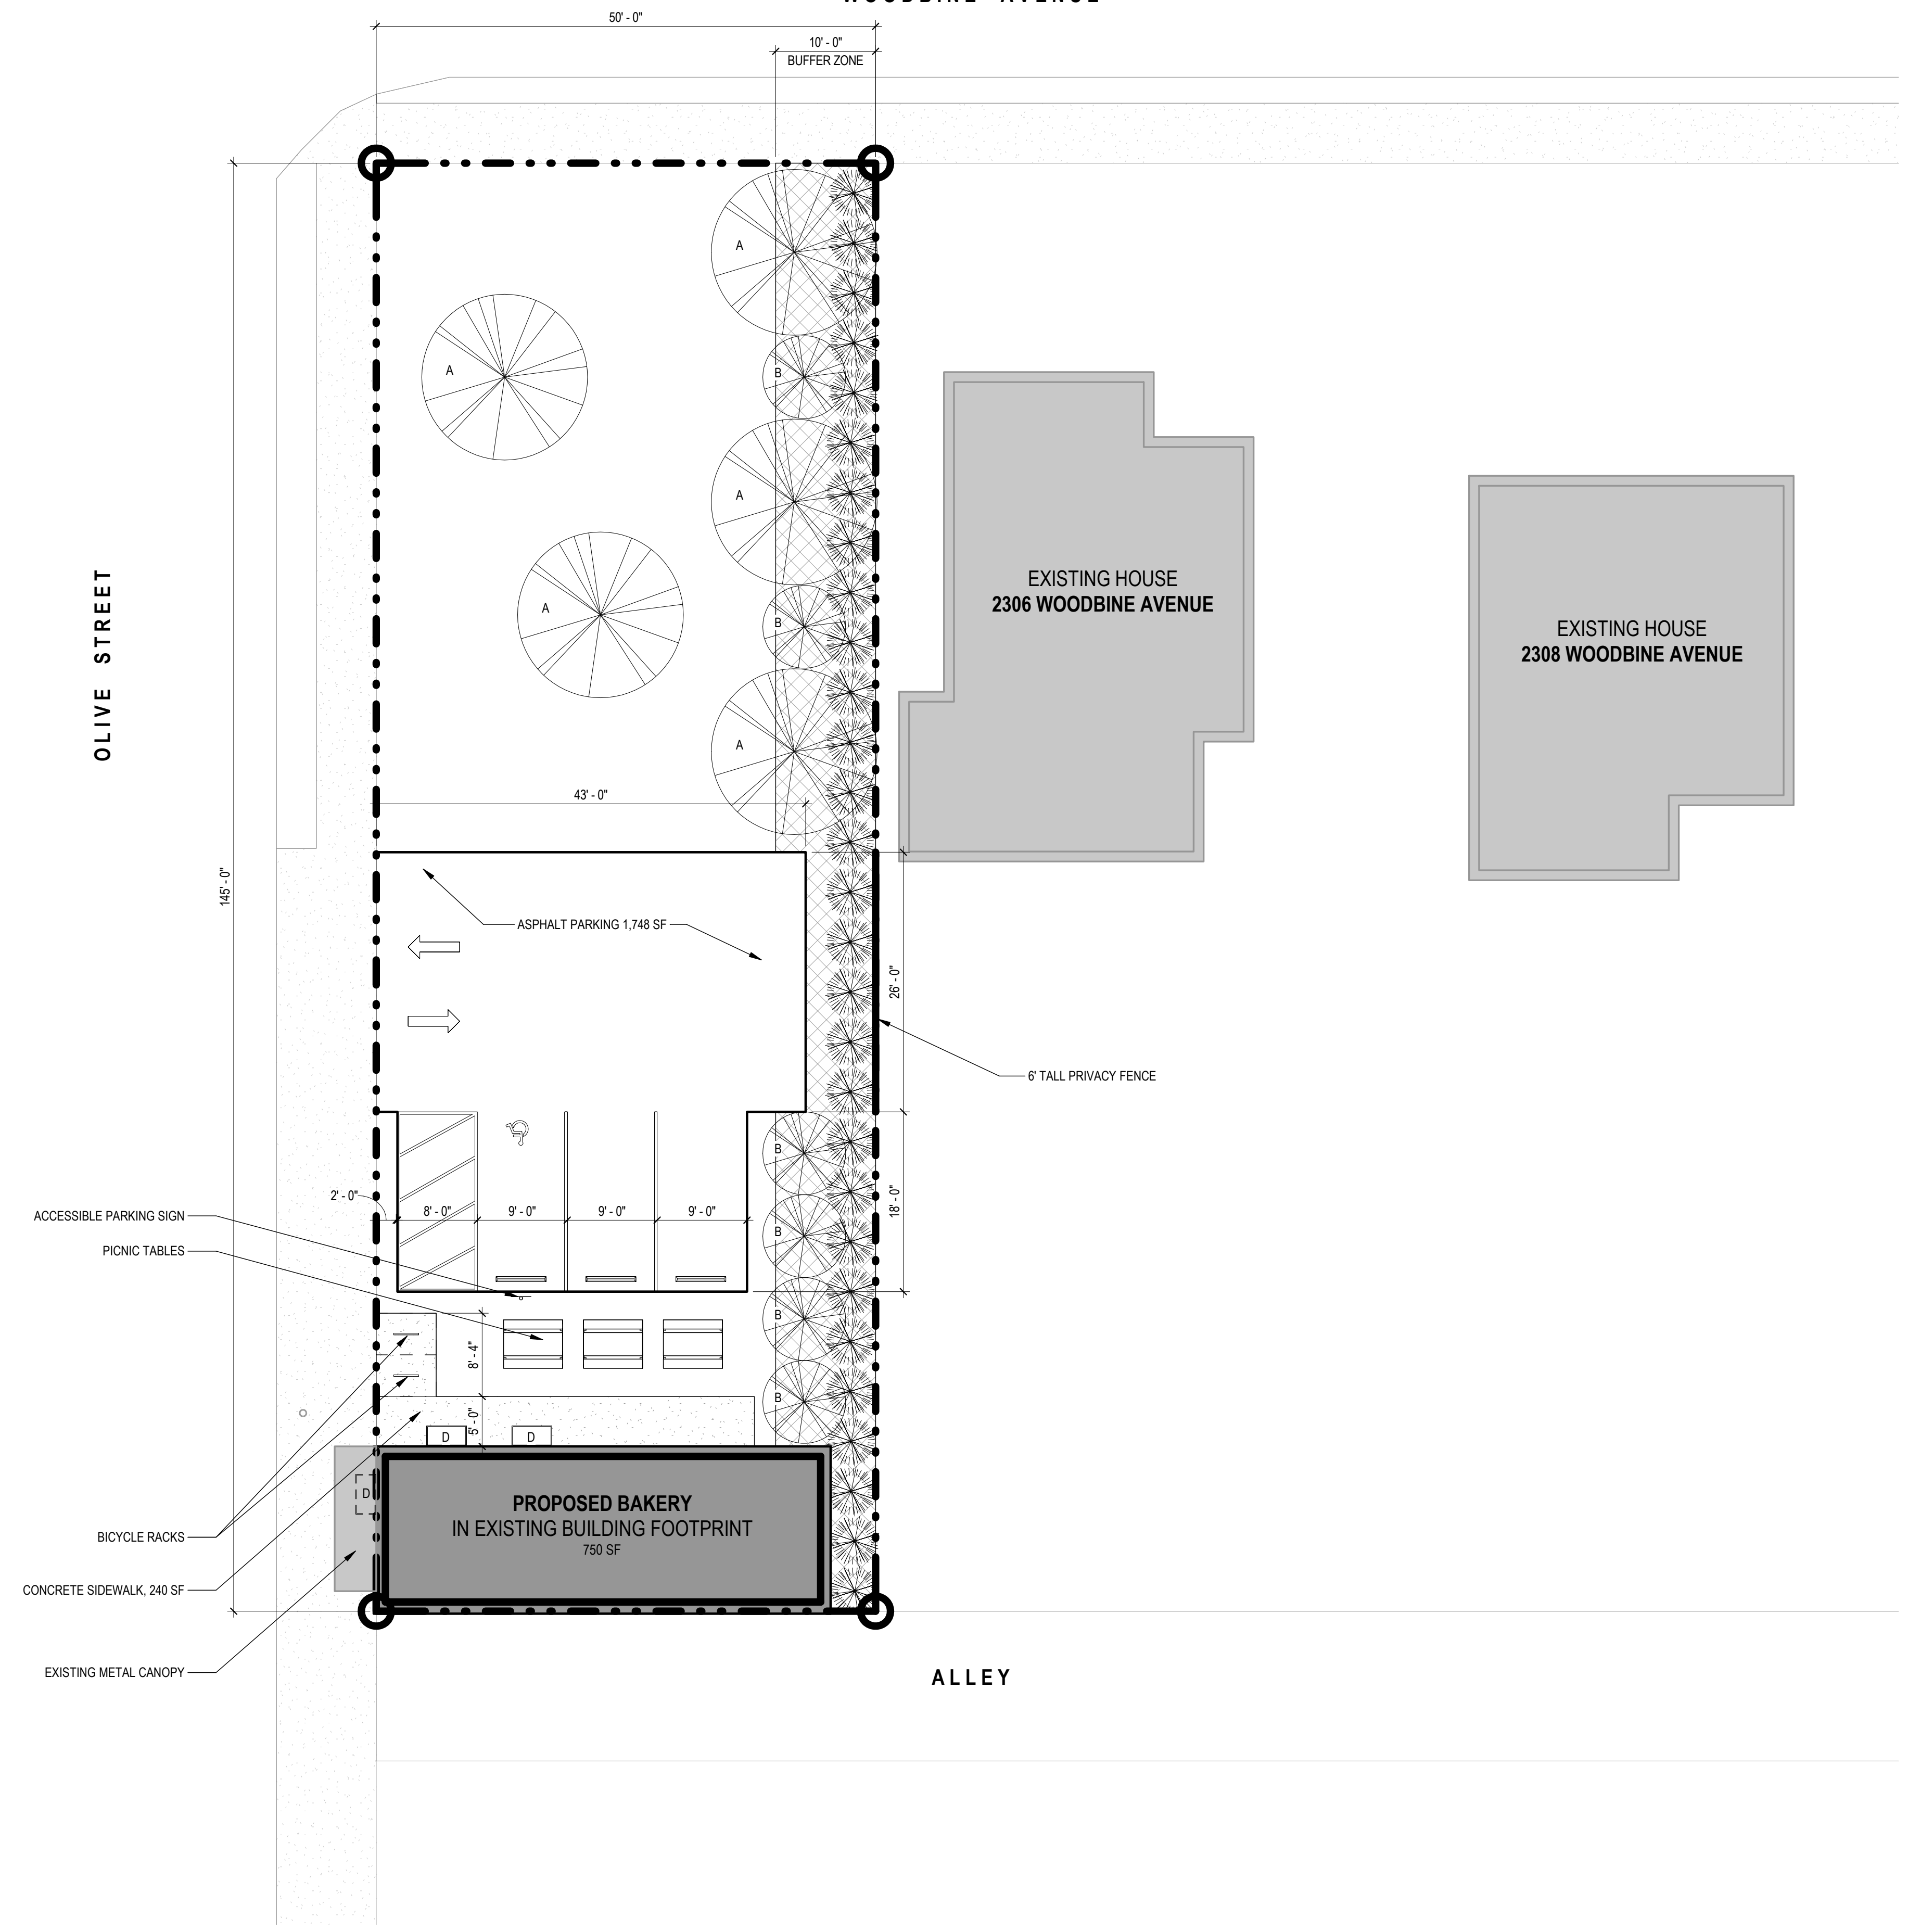 WOODBINE AVENUE
50' - 0"
10' - 0"
BUFFER ZONE
A
A
B
A
B
A
A
EXISTING HOUSE
2306 WOODBINE AVENUE
EXISTING HOUSE
2308 WOODBINE AVENUE
OLIVE STREET
43' - 0"
145' - 0"
ASPHALT PARKING 1,748 SF
26' - 0"
6' TALL PRIVACY FENCE
B
2' - 0"
8' - 0"
9' - 0"
9' - 0"
9' - 0"
18' - 0"
ACCESSIBLE PARKING SIGN
B
PICNIC TABLES
B
8' - 4"
B
5' - 0"
D
D
D
PROPOSED BAKERY
IN EXISTING BUILDING FOOTPRINT
750 SF
BICYCLE RACKS
CONCRETE SIDEWALK, 240 SF
EXISTING METAL CANOPY
ALLEY